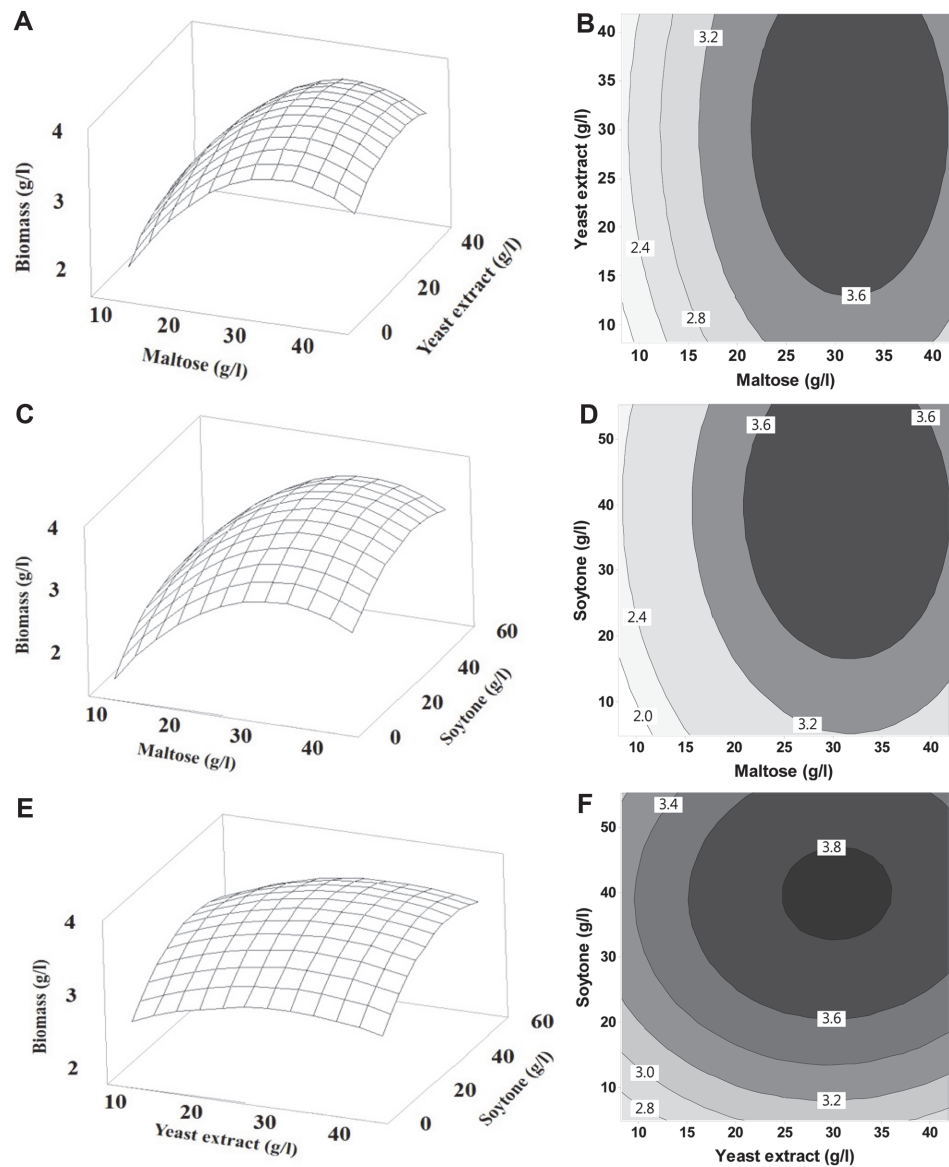 A
4
3
2
Biomass (g/l)
10
20
30
40
Maltose (g/l)
0
20
40
Yeast extract (g/l)
B
40
35
30
25
20
15
10
Yeast extract (g/l)
3.2
2.4
2.8
3.6
10 15 20 25 30 35 40
Maltose (g/l)
C
4
3
2
Biomass (g/l)
10
20
30
40
Maltose (g/l)
0
20
40
60
Soytone (g/l)
D
50
40
30
20
10
Soytone (g/l)
3.6
3.6
2.4
2.0
3.2
10 15 20 25 30 35 40
Maltose (g/l)
E
4
3
2
Biomass (g/l)
10
20
30
40
Yeast extract (g/l)
0
20
40
60
Soytone (g/l)
F
50
40
30
20
10
Soytone (g/l)
3.4
3.8
3.6
3.0
3.2
2.8
10 15 20 25 30 35 40
Yeast extract (g/l)